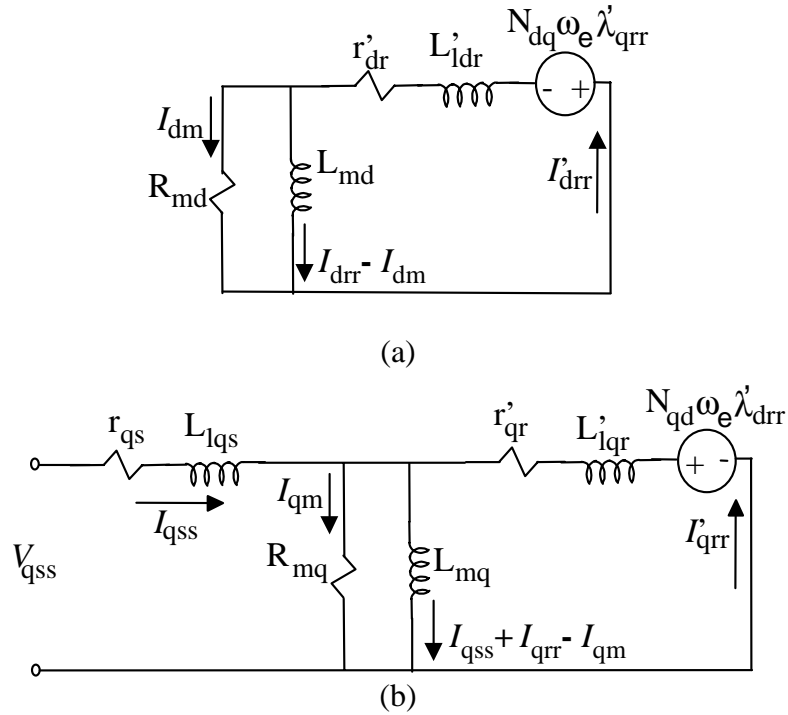 N_dq ω_e λ'_qrr
r'_dr L'_ldr
- +
I_dm
L_md
R_md
I'_drr
I_drr - I_dm
(a)
N_qd ω_e λ'_drr
r_qs L_lqs r'_qr L'_lqr
+ -
I_qm
I_qss
I'_qrr
V_qss R_mq L_mq
I_qss + I_qrr - I_qm
(b)